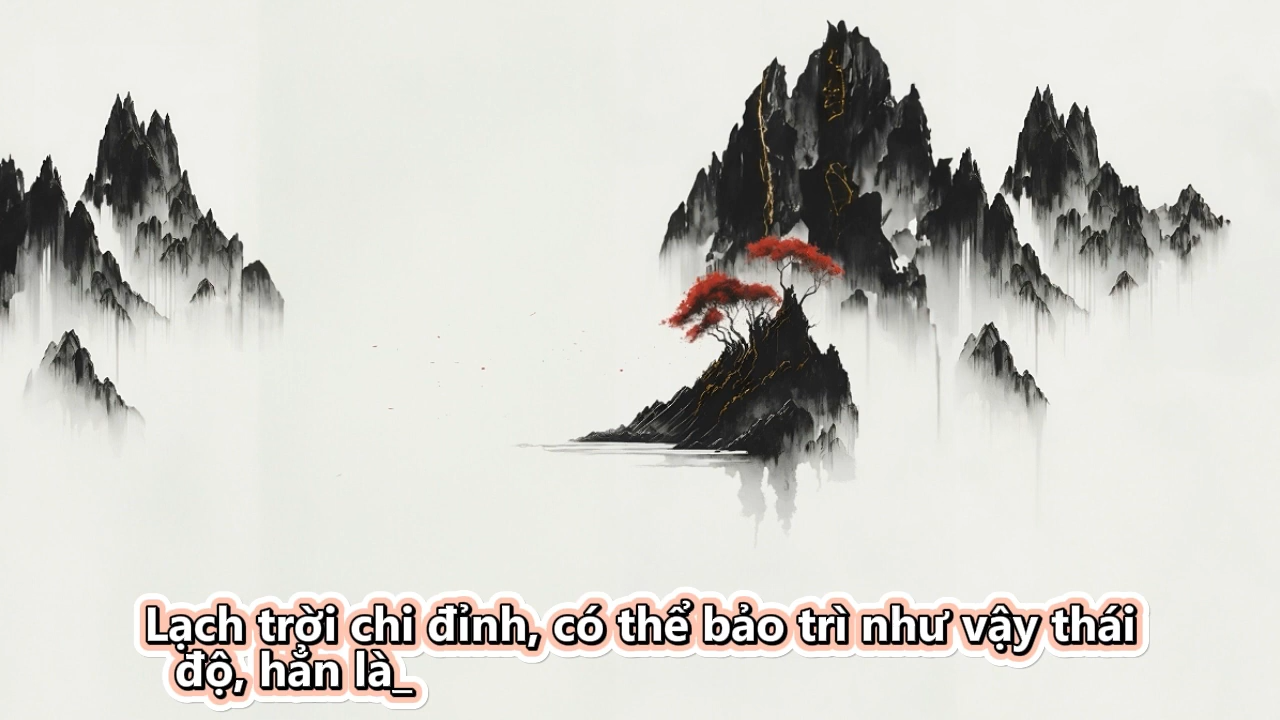 Lạch trời chi đỉnh, có thể bảo trì như vậy thái
độ, hẳn là_